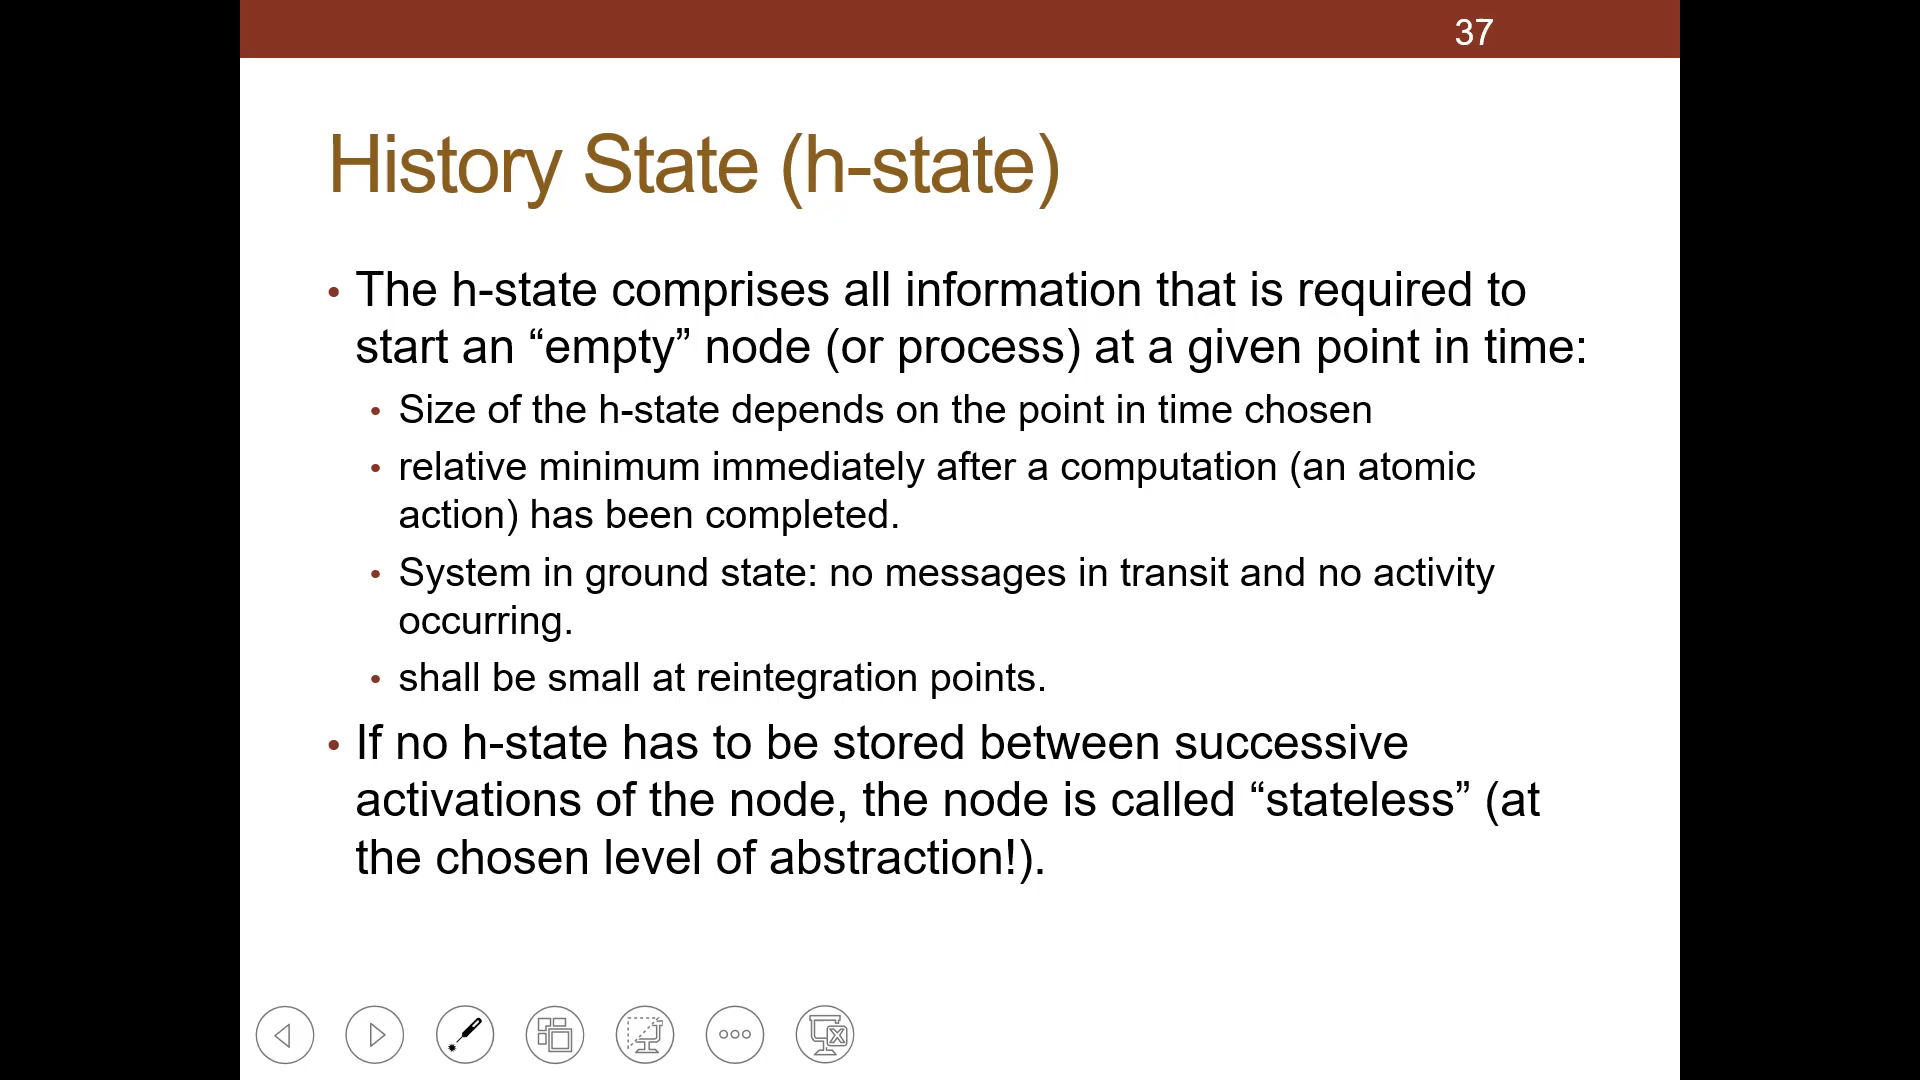 37
History State (h-state)
• The h-state comprises all information that is required to
start an “empty” node (or process) at a given point in time:
• Size of the h-state depends on the point in time chosen
• relative minimum immediately after a computation (an atomic
action) has been completed.
• System in ground state: no messages in transit and no activity
occurring.
• shall be small at reintegration points.
• If no h-state has to be stored between successive
activations of the node, the node is called “stateless” (at
the chosen level of abstraction!).